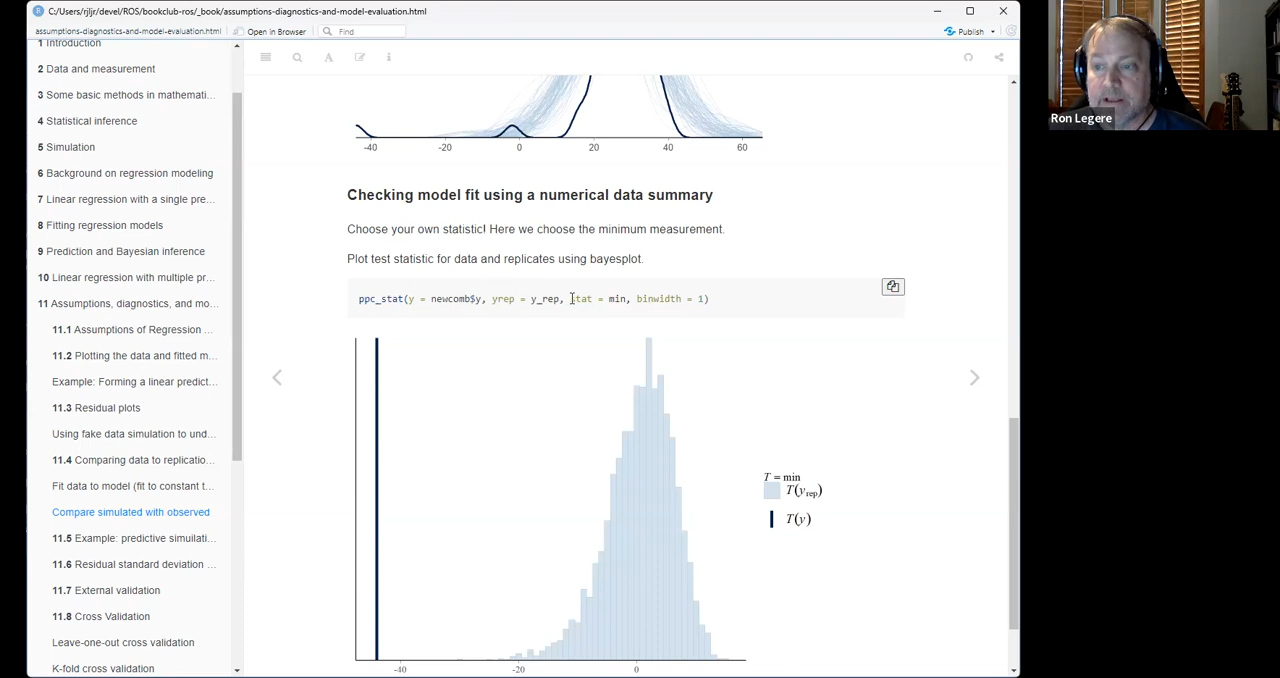 C:/Users/rjljr/devel/ROS/bookclub-ros/_book/assumptions-diagnostics-and-model-evaluation.html
assumptions-diagnostics-and-model-evaluation.html
Open in Browser
Find
Publish
1 Introduction
2 Data and measurement
3 Some basic methods in mathemati...
4 Statistical inference
5 Simulation
6 Background on regression modeling
7 Linear regression with a single pre...
8 Fitting regression models
9 Prediction and Bayesian inference
10 Linear regression with multiple pr...
11 Assumptions, diagnostics, and mo...
11.1 Assumptions of Regression ...
11.2 Plotting the data and fitted m...
Example: Forming a linear predict...
11.3 Residual plots
Using fake data simulation to und...
11.4 Comparing data to replicatio...
Fit data to model (fit to constant t...
Compare simulated with observed
11.5 Example: predictive simuilati...
11.6 Residual standard deviation ...
11.7 External validation
11.8 Cross Validation
Leave-one-out cross validation
K-fold cross validation
-40 -20 0 20 40 60
Checking model fit using a numerical data summary
Choose your own statistic! Here we choose the minimum measurement.
Plot test statistic for data and replicates using bayesplot.
ppc_stat(y = newcomb$y, yrep = y_rep, stat = min, binwidth = 1)
T = min
T(yrep)
T(y)
-40 -20 0
Ron Legere